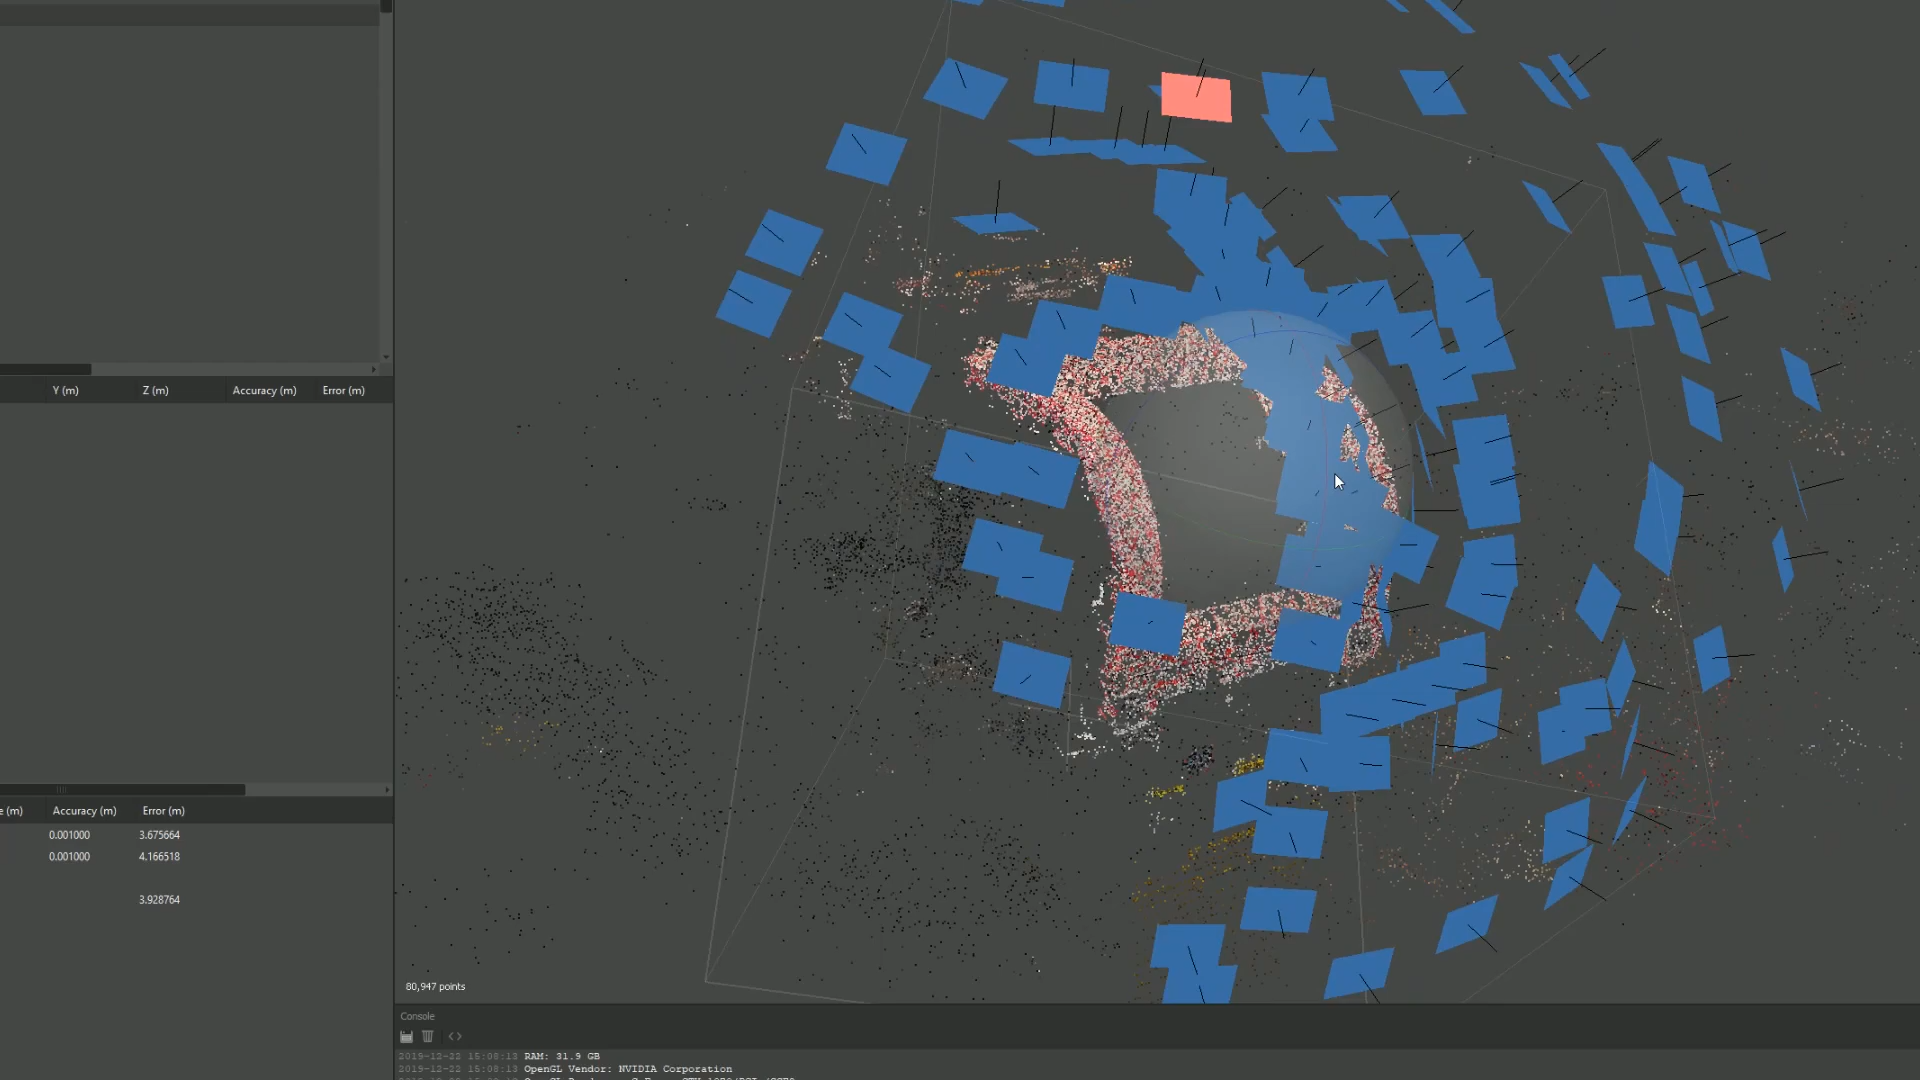 Y (m) Z (m) Accuracy (m) Error (m)
e (m) Accuracy (m) Error (m)
0.001000 3.675664
0.001000 4.166518
3.928764
80,947 points
Console
2019-12-22 15:08:13 RAM: 31.9 GB
2019-12-22 15:08:13 OpenGL Vendor: NVIDIA Corporation